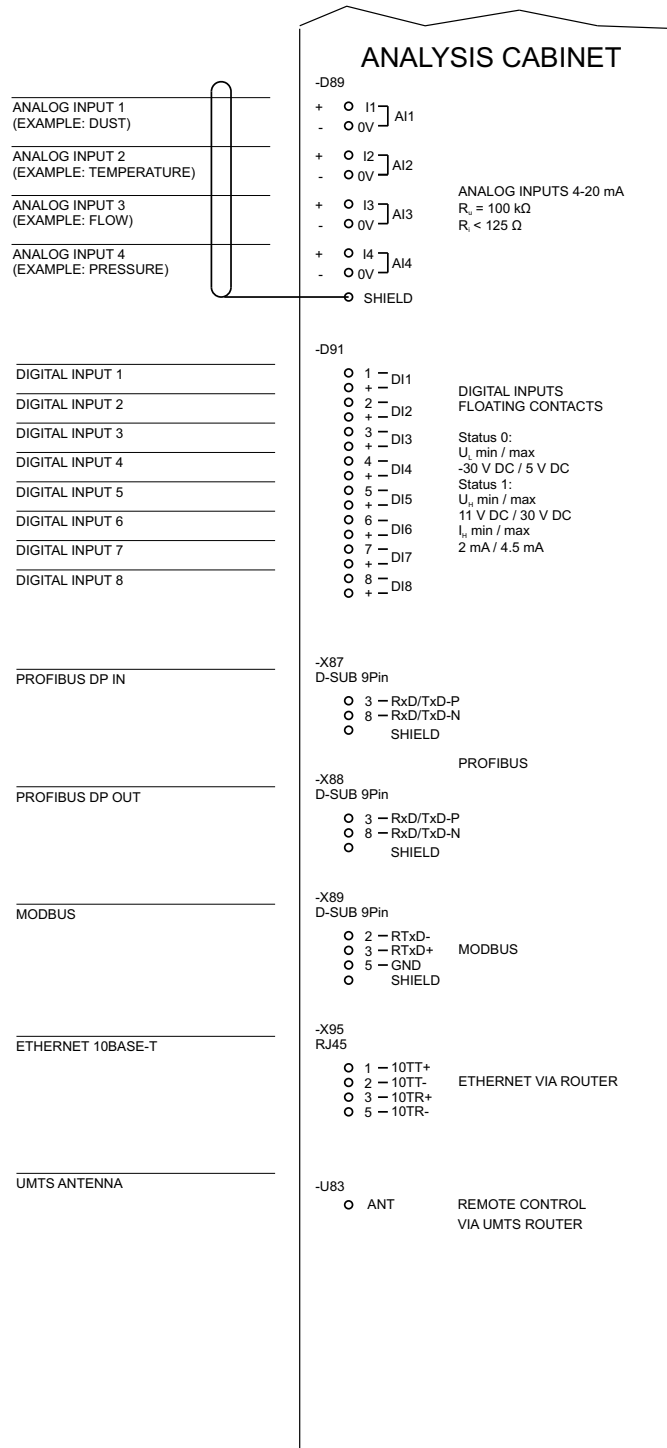 ANALYSIS CABINET
-D89
ANALOG INPUT 1
(EXAMPLE: DUST)
+ I1
- 0V
AI1
ANALOG INPUT 2
(EXAMPLE: TEMPERATURE)
+ I2
- 0V
AI2
ANALOG INPUT 3
(EXAMPLE: FLOW)
+ I3
- 0V
AI3
ANALOG INPUT 4
(EXAMPLE: PRESSURE)
+ I4
- 0V
AI4
SHIELD
ANALOG INPUTS 4-20 mA
Rᵤ = 100 kΩ
Rᵢ < 125 Ω
-D91
DIGITAL INPUT 1
1
+
DI1
DIGITAL INPUT 2
2
+
DI2
DIGITAL INPUT 3
3
+
DI3
DIGITAL INPUT 4
4
+
DI4
DIGITAL INPUT 5
5
+
DI5
DIGITAL INPUT 6
6
+
DI6
DIGITAL INPUT 7
7
+
DI7
DIGITAL INPUT 8
8
+
DI8
DIGITAL INPUTS
FLOATING CONTACTS
Status 0:
U_L min / max
-30 V DC / 5 V DC
Status 1:
U_H min / max
11 V DC / 30 V DC
I_H min / max
2 mA / 4.5 mA
PROFIBUS DP IN
-X87
D-SUB 9Pin
3 RxD/TxD-P
8 RxD/TxD-N
SHIELD
PROFIBUS
PROFIBUS DP OUT
-X88
D-SUB 9Pin
3 RxD/TxD-P
8 RxD/TxD-N
SHIELD
MODBUS
-X89
D-SUB 9Pin
2 RTxD-
3 RTxD+
5 GND
SHIELD
MODBUS
ETHERNET 10BASE-T
-X95
RJ45
1 10TT+
2 10TT-
3 10TR+
5 10TR-
ETHERNET VIA ROUTER
UMTS ANTENNA
-U83
ANT
REMOTE CONTROL
VIA UMTS ROUTER